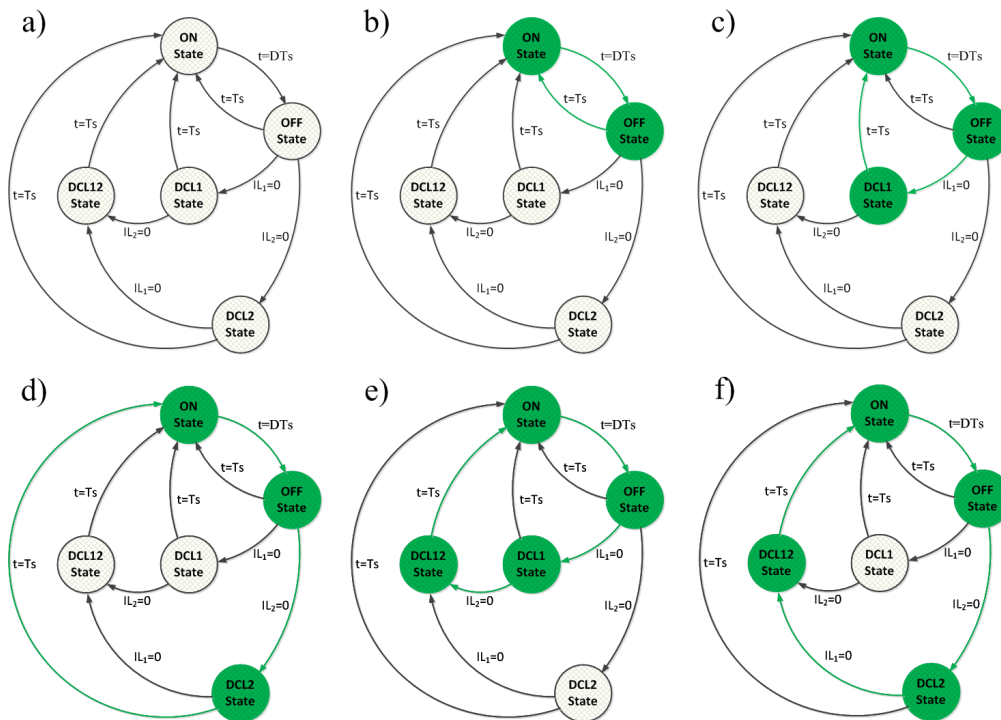 a)
ON
State
t=DTs
t=Ts
OFF
State
t=Ts
t=Ts
t=Ts
DCL12
State
DCL1
State
IL₁=0
IL₂=0
IL₂=0
IL₁=0
DCL2
State
b)
ON
State
t=DTs
t=Ts
OFF
State
t=Ts
t=Ts
t=Ts
DCL12
State
DCL1
State
IL₁=0
IL₂=0
IL₂=0
IL₁=0
DCL2
State
c)
ON
State
t=DTs
t=Ts
OFF
State
t=Ts
t=Ts
t=Ts
DCL12
State
DCL1
State
IL₁=0
IL₂=0
IL₂=0
IL₁=0
DCL2
State
d)
ON
State
t=DTs
t=Ts
OFF
State
t=Ts
t=Ts
t=Ts
DCL12
State
DCL1
State
IL₁=0
IL₂=0
IL₂=0
IL₁=0
DCL2
State
e)
ON
State
t=DTs
t=Ts
OFF
State
t=Ts
t=Ts
t=Ts
DCL12
State
DCL1
State
IL₁=0
IL₂=0
IL₂=0
IL₁=0
DCL2
State
f)
ON
State
t=DTs
t=Ts
OFF
State
t=Ts
t=Ts
t=Ts
DCL12
State
DCL1
State
IL₁=0
IL₂=0
IL₂=0
IL₁=0
DCL2
State